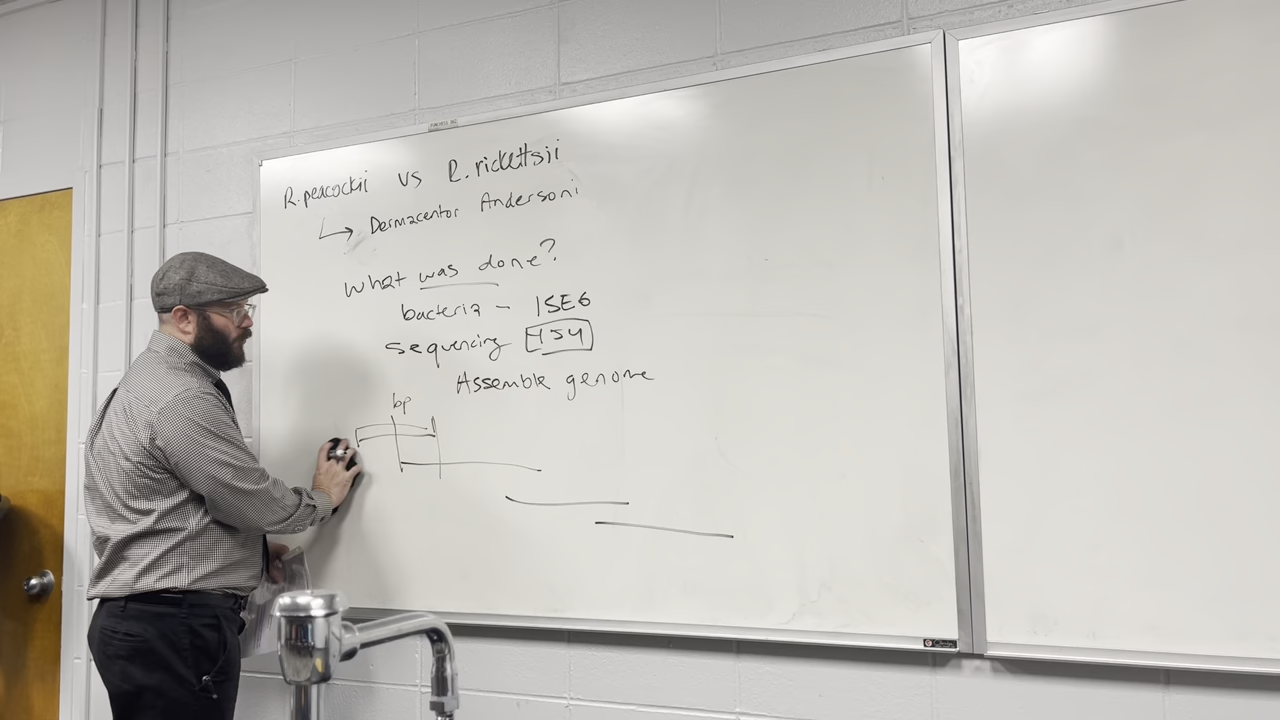 R. peacockii vs R. rickettsii
Dermacentor Andersoni
What was done?
bacteria - ISE6
sequencing 454
Assemble genome
bp